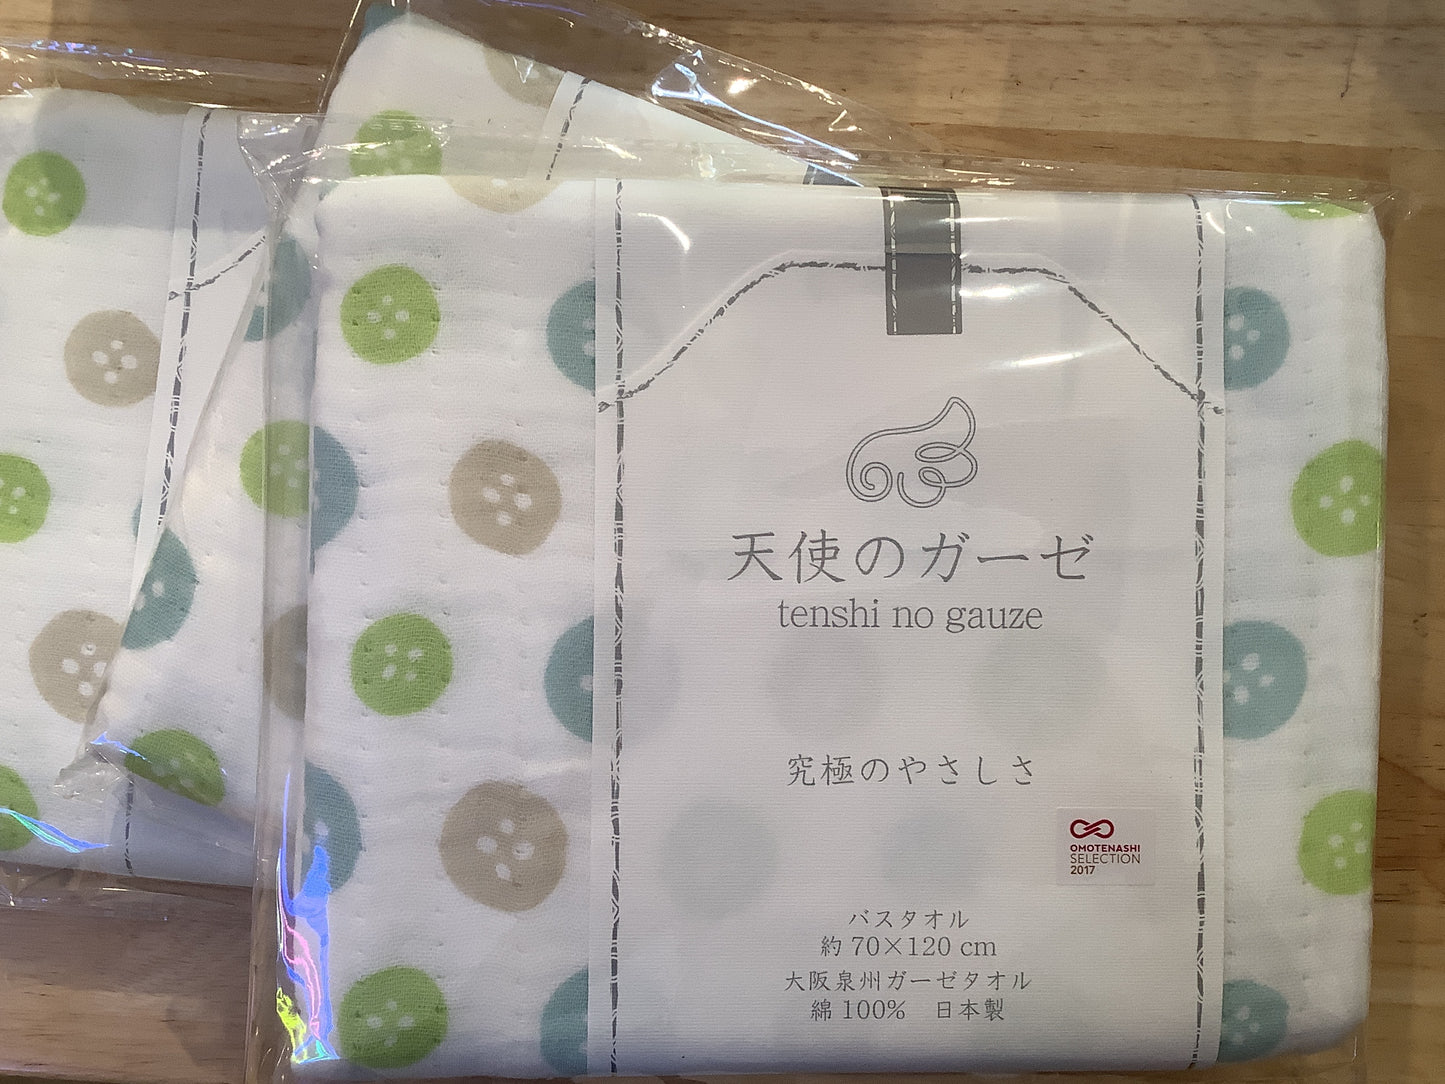 天使のガーゼ
tenshi no gauze
究極のやさしさ
OMOTENASHI
SELECTION
2017
バスタオル
約 70×120 cm
大阪泉州ガーゼタオル
綿 100%　日本製